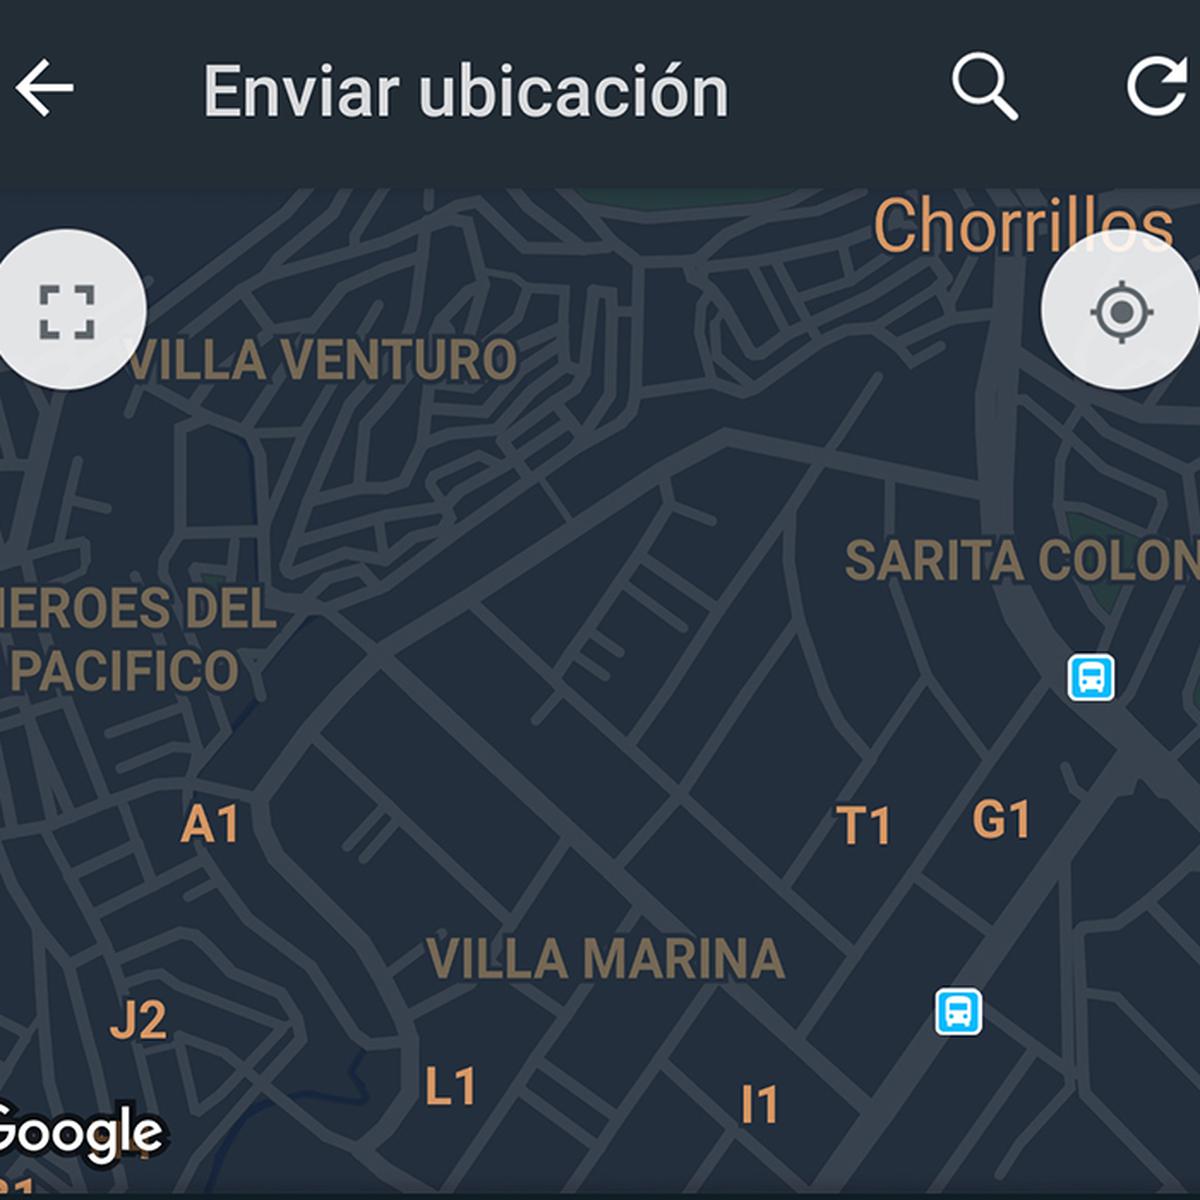 Enviar ubicación
Chorrillos
VILLA VENTURO
SARITA COLON
HEROES DEL
PACIFICO
A1
T1
G1
VILLA MARINA
J2
L1
I1
Google